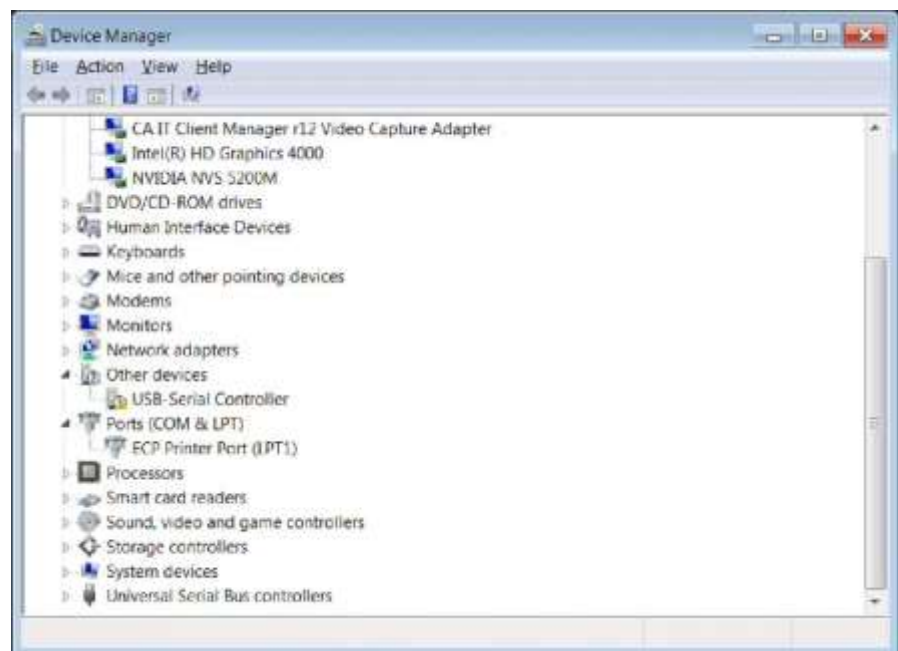 Device Manager
File Action View Help
CA IT Client Manager r12 Video Capture Adapter
Intel(R) HD Graphics 4000
NVIDIA NVS 5200M
DVD/CD-ROM drives
Human Interface Devices
Keyboards
Mice and other pointing devices
Modems
Monitors
Network adapters
Other devices
USB-Serial Controller
Ports (COM & LPT)
ECP Printer Port (LPT1)
Processors
Smart card readers
Sound, video and game controllers
Storage controllers
System devices
Universal Serial Bus controllers